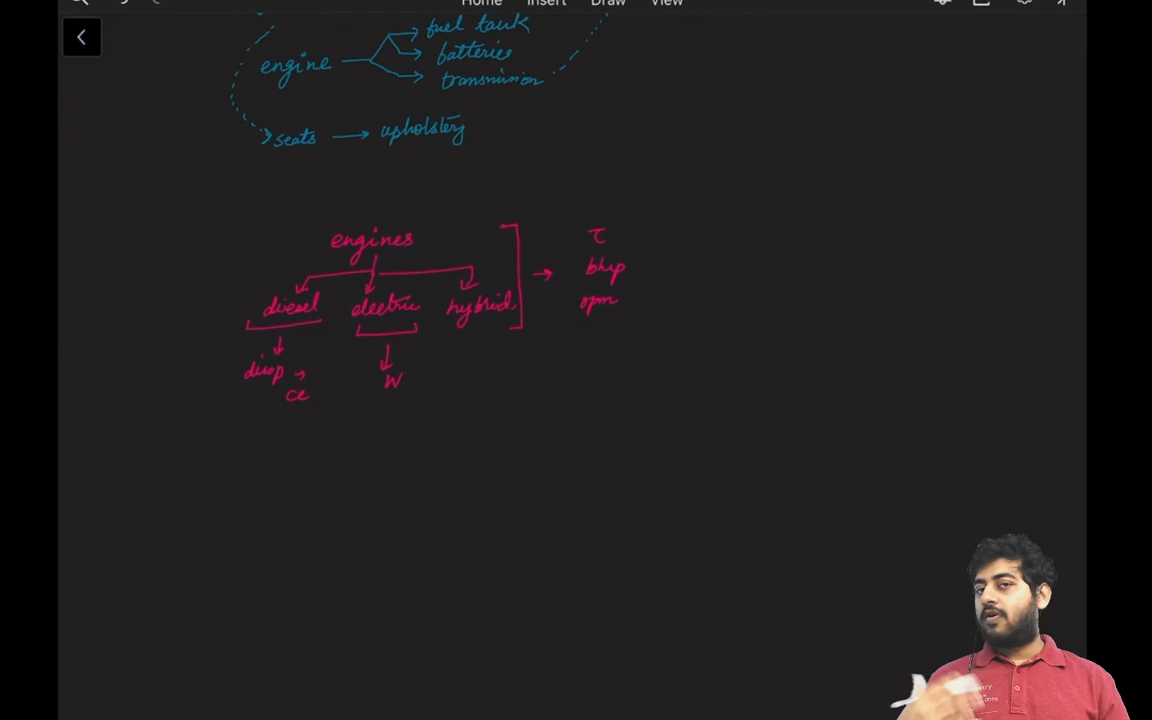 Home Insert Draw View
fuel tank
engine batteries
transmission
seats upholstery
engines
τ
bhp
diesel electric hybrid
rpm
disp
W
cc